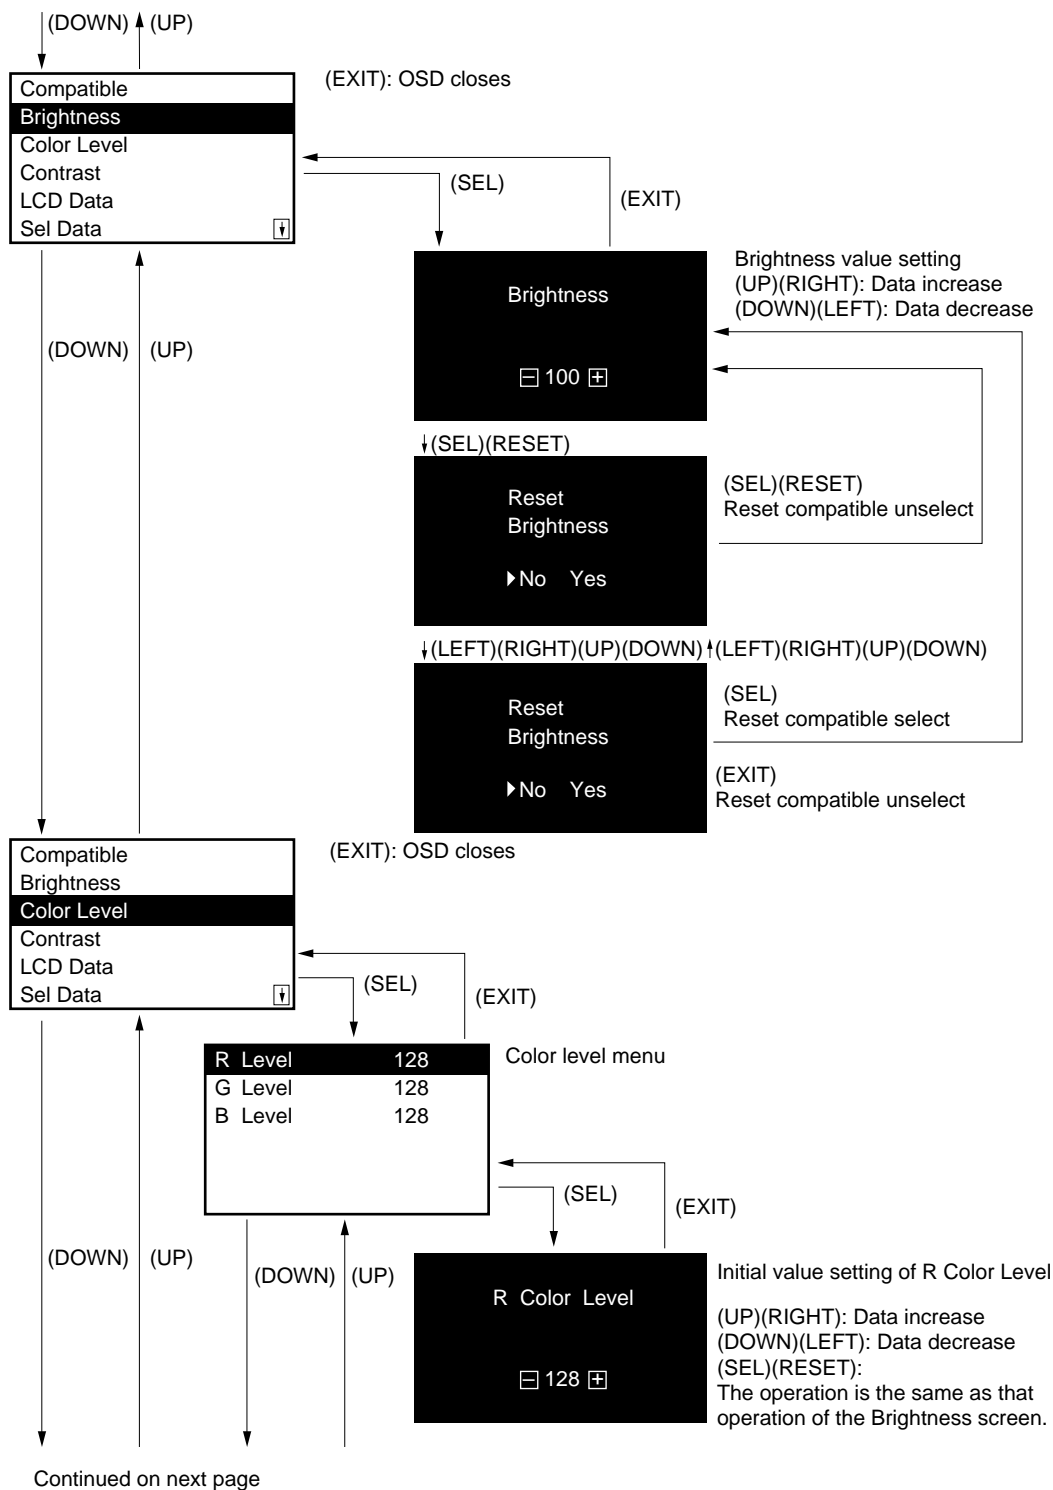 (DOWN) (UP)
(EXIT): OSD closes
Compatible
Brightness
Color Level
Contrast
LCD Data
Sel Data
(SEL)
(EXIT)
Brightness
100
Brightness value setting
(UP)(RIGHT): Data increase
(DOWN)(LEFT): Data decrease
(DOWN) (UP)
(SEL)(RESET)
Reset
Brightness
No Yes
(SEL)(RESET)
Reset compatible unselect
(LEFT)(RIGHT)(UP)(DOWN) (LEFT)(RIGHT)(UP)(DOWN)
Reset
Brightness
No Yes
(SEL)
Reset compatible select
(EXIT)
Reset compatible unselect
(EXIT): OSD closes
Compatible
Brightness
Color Level
Contrast
LCD Data
Sel Data
(SEL)
(EXIT)
R Level 128
G Level 128
B Level 128
Color level menu
(SEL)
(EXIT)
(DOWN) (UP)
(DOWN) (UP)
R Color Level
128
Initial value setting of R Color Level
(UP)(RIGHT): Data increase
(DOWN)(LEFT): Data decrease
(SEL)(RESET):
The operation is the same as that
operation of the Brightness screen.
Continued on next page